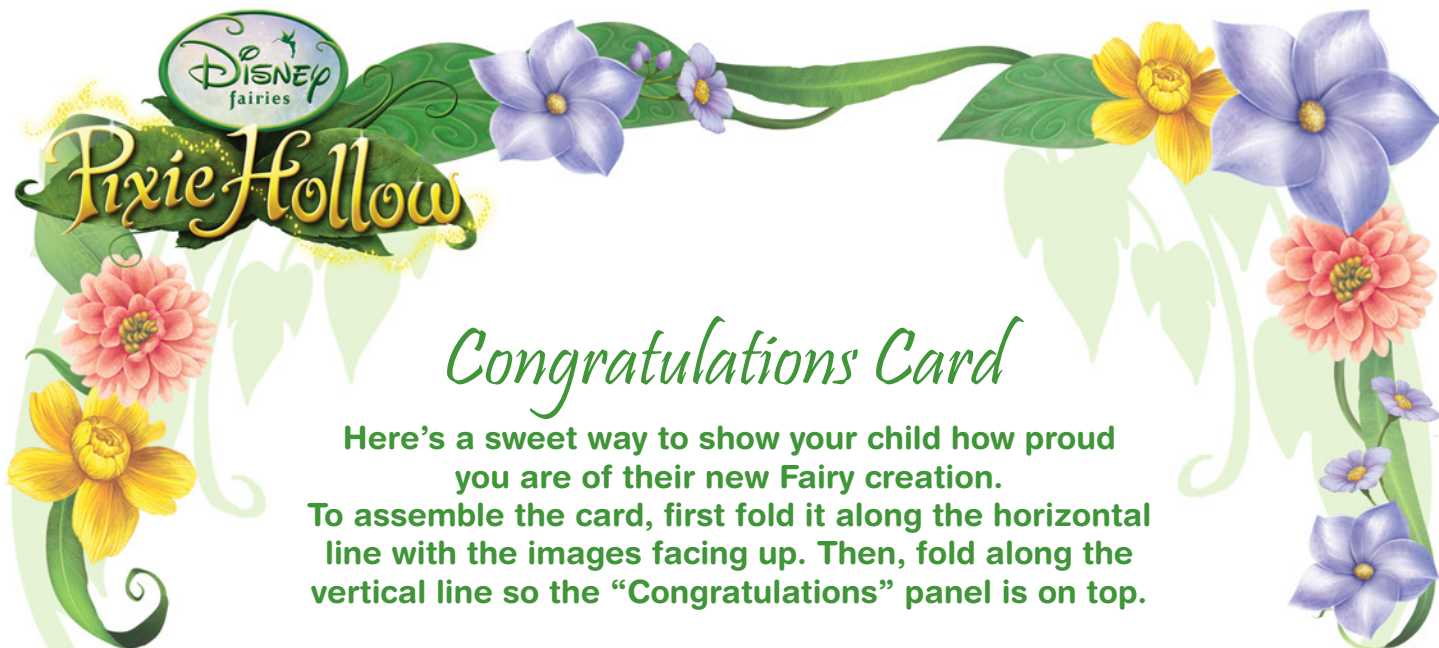 Disney
fairies
Pixie Hollow
Congratulations Card
Here's a sweet way to show your child how proud
you are of their new Fairy creation.
To assemble the card, first fold it along the horizontal
line with the images facing up. Then, fold along the
vertical line so the “Congratulations” panel is on top.